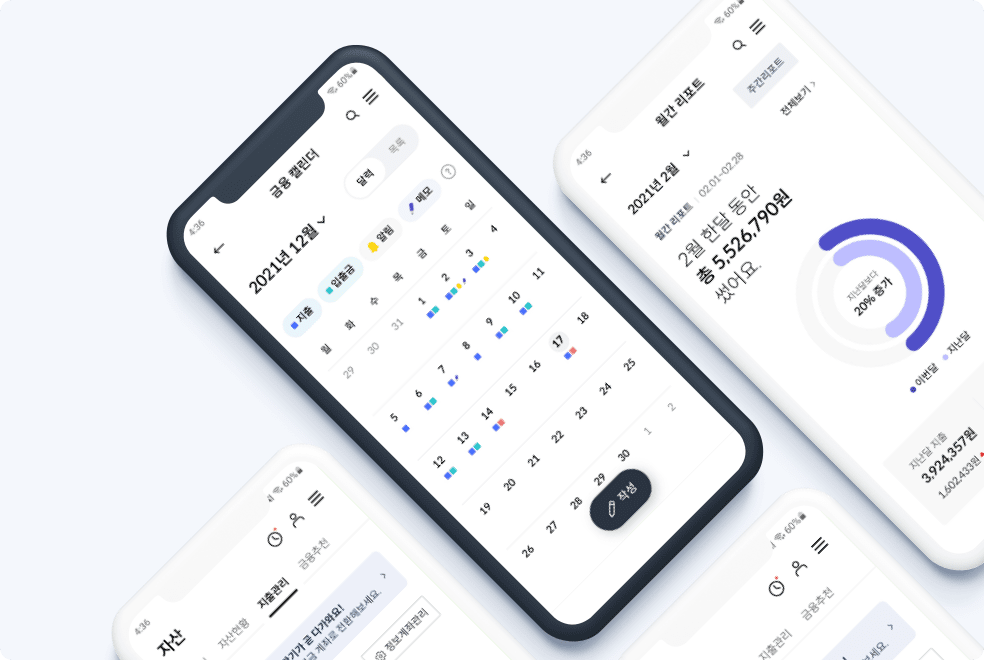 4:36
60%
금융 캘린더
2021년 12월
달력 목록
지출 입출금 알림 메모 ?
월 화 수 목 금 토 일
29 30 31 1 2 3 4
5 6 7 8 9 10 11
12 13 14 15 16 17 18
19 20 21 22 23 24 25
26 27 28 29 30 1 2
작성
4:36
60%
월간 리포트
2021년 2월
주간리포트
월간 리포트 02.01~02.28
전체보기 >
2월 한달 동안
총 5,526,790원
썼어요.
지난달보다
20% 증가
이번달 지난달
지난달 지출
3,924,357원
1,602,433원
4:36
60%
자산
자산현황 지출관리 금융추천
기가 곧 다가와요!
금 계좌로 전환해보세요.
정보계좌관리
60%
지출관리 금융추천
보세요.